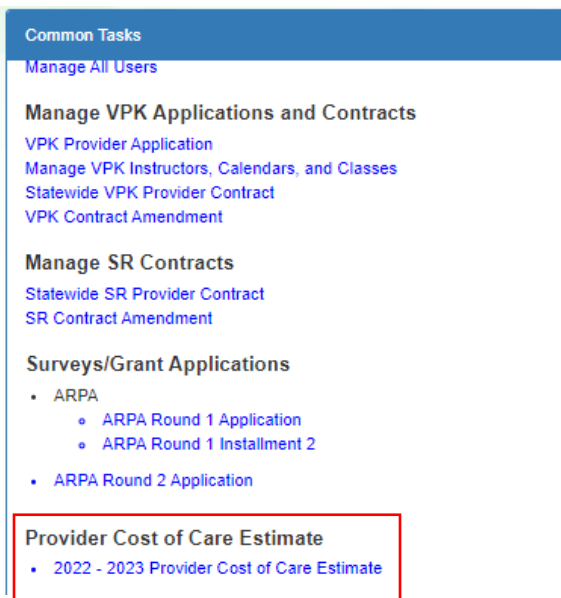 Common Tasks
Manage All Users
Manage VPK Applications and Contracts
VPK Provider Application
Manage VPK Instructors, Calendars, and Classes
Statewide VPK Provider Contract
VPK Contract Amendment
Manage SR Contracts
Statewide SR Provider Contract
SR Contract Amendment
Surveys/Grant Applications
ARPA
ARPA Round 1 Application
ARPA Round 1 Installment 2
ARPA Round 2 Application
Provider Cost of Care Estimate
2022 - 2023 Provider Cost of Care Estimate